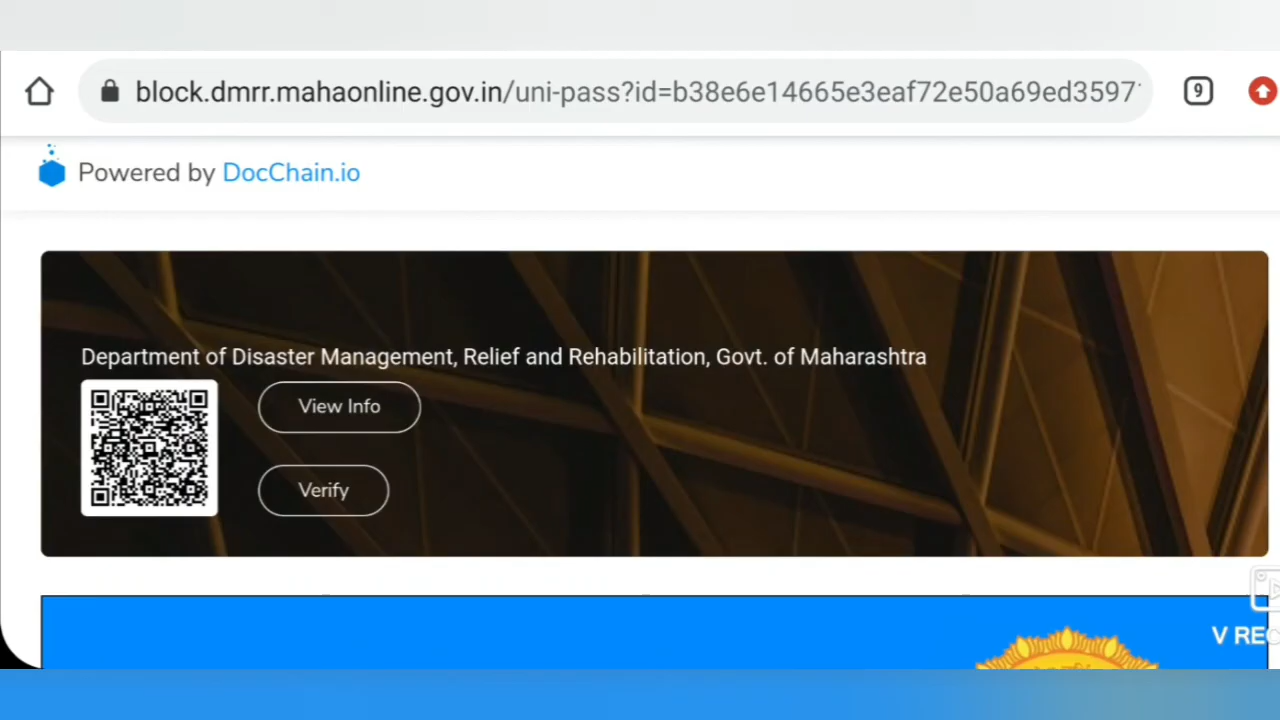 block.dmrr.mahaonline.gov.in/uni-pass?id=b38e6e14665e3eaf72e50a69ed3597
9
Powered by DocChain.io
Department of Disaster Management, Relief and Rehabilitation, Govt. of Maharashtra
View Info
Verify
V REC